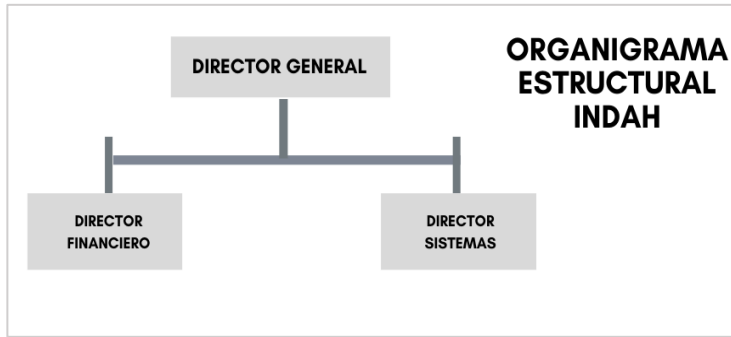 ORGANIGRAMA
ESTRUCTURAL
INDAH
DIRECTOR GENERAL
DIRECTOR
FINANCIERO
DIRECTOR
SISTEMAS